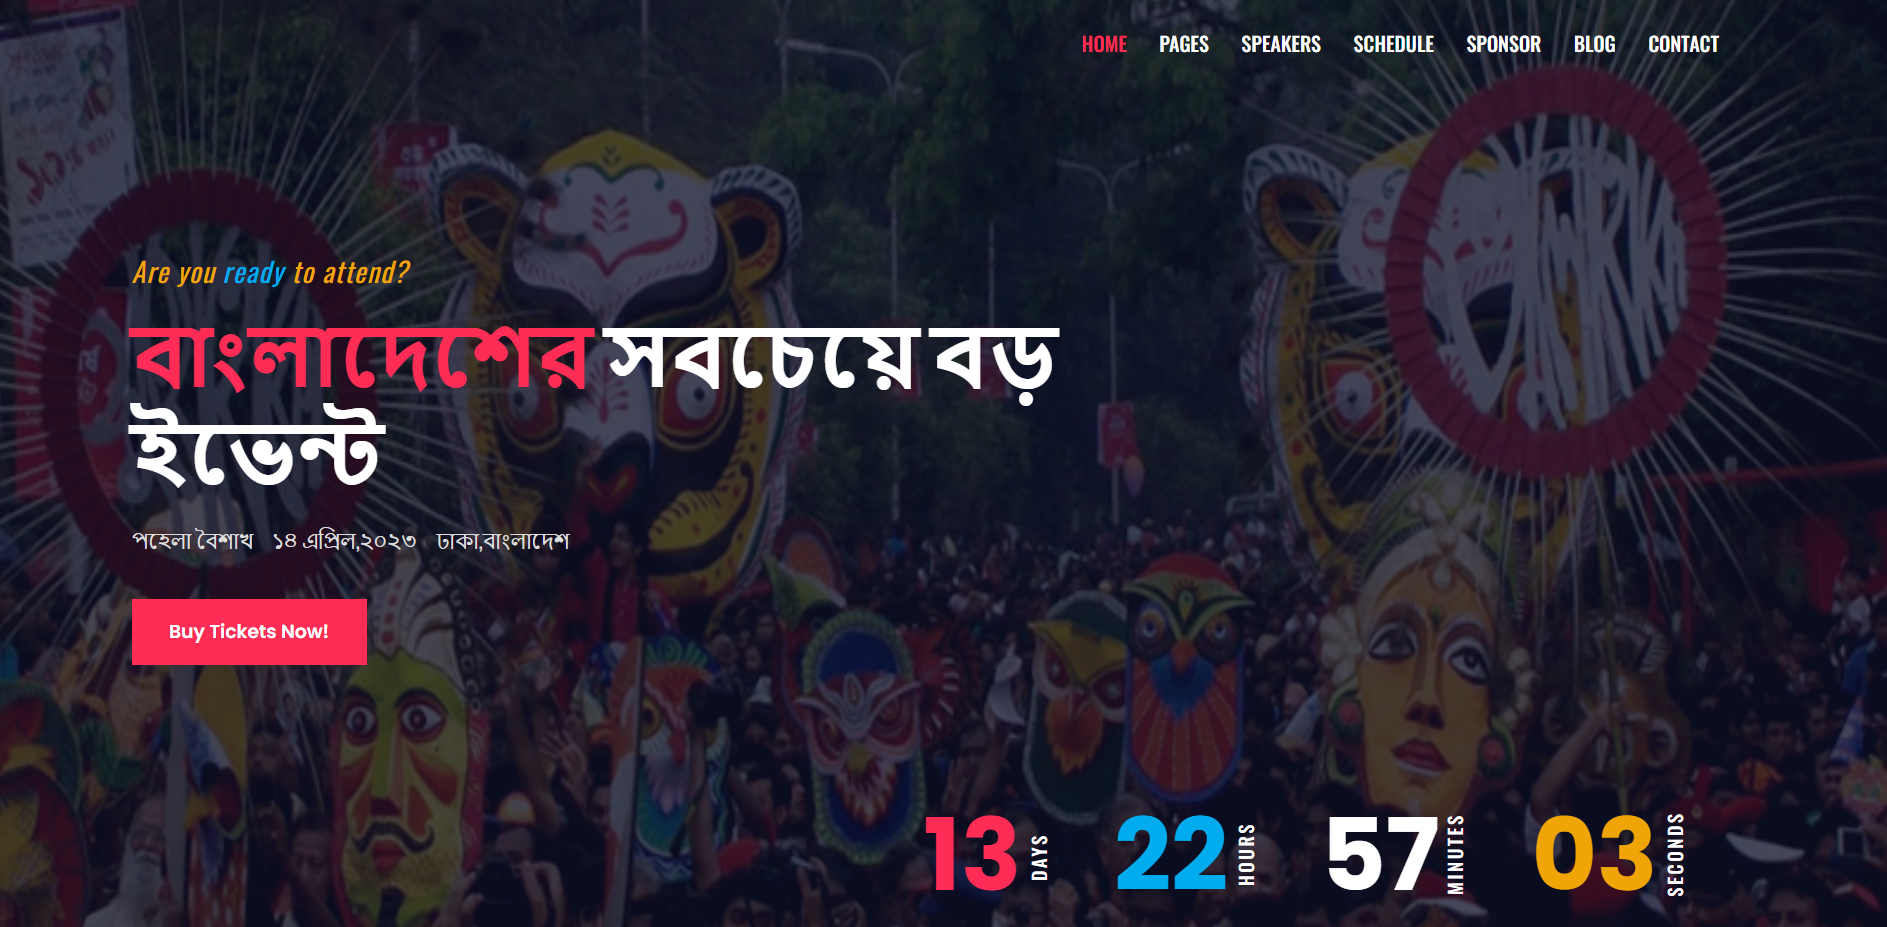 HOME PAGES SPEAKERS SCHEDULE SPONSOR BLOG CONTACT
Are you ready to attend?
বাংলাদেশের সবচেয়ে বড়
ইভেন্ট
পহেলা বৈশাখ ১৪ এপ্রিল,২০২৩ ঢাকা,বাংলাদেশ
Buy Tickets Now!
13 DAYS 22 HOURS 57 MINUTES 03 SECONDS